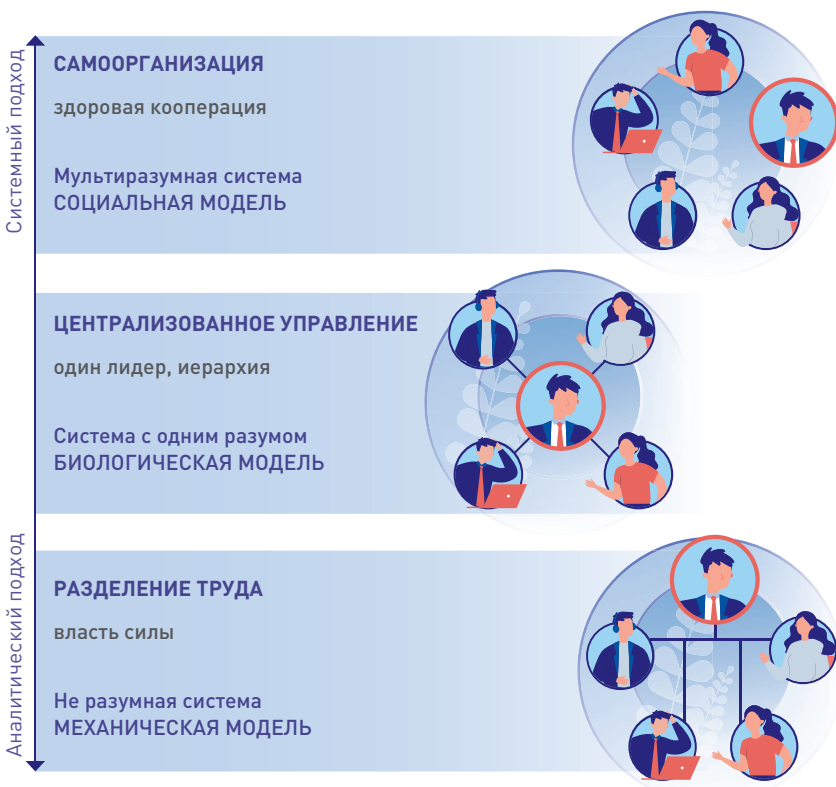 Системный подход
САМООРГАНИЗАЦИЯ
здоровая кооперация
Мультиразумная система
СОЦИАЛЬНАЯ МОДЕЛЬ
ЦЕНТРАЛИЗОВАННОЕ УПРАВЛЕНИЕ
один лидер, иерархия
Система с одним разумом
БИОЛОГИЧЕСКАЯ МОДЕЛЬ
Аналитический подход
РАЗДЕЛЕНИЕ ТРУДА
власть силы
Не разумная система
МЕХАНИЧЕСКАЯ МОДЕЛЬ